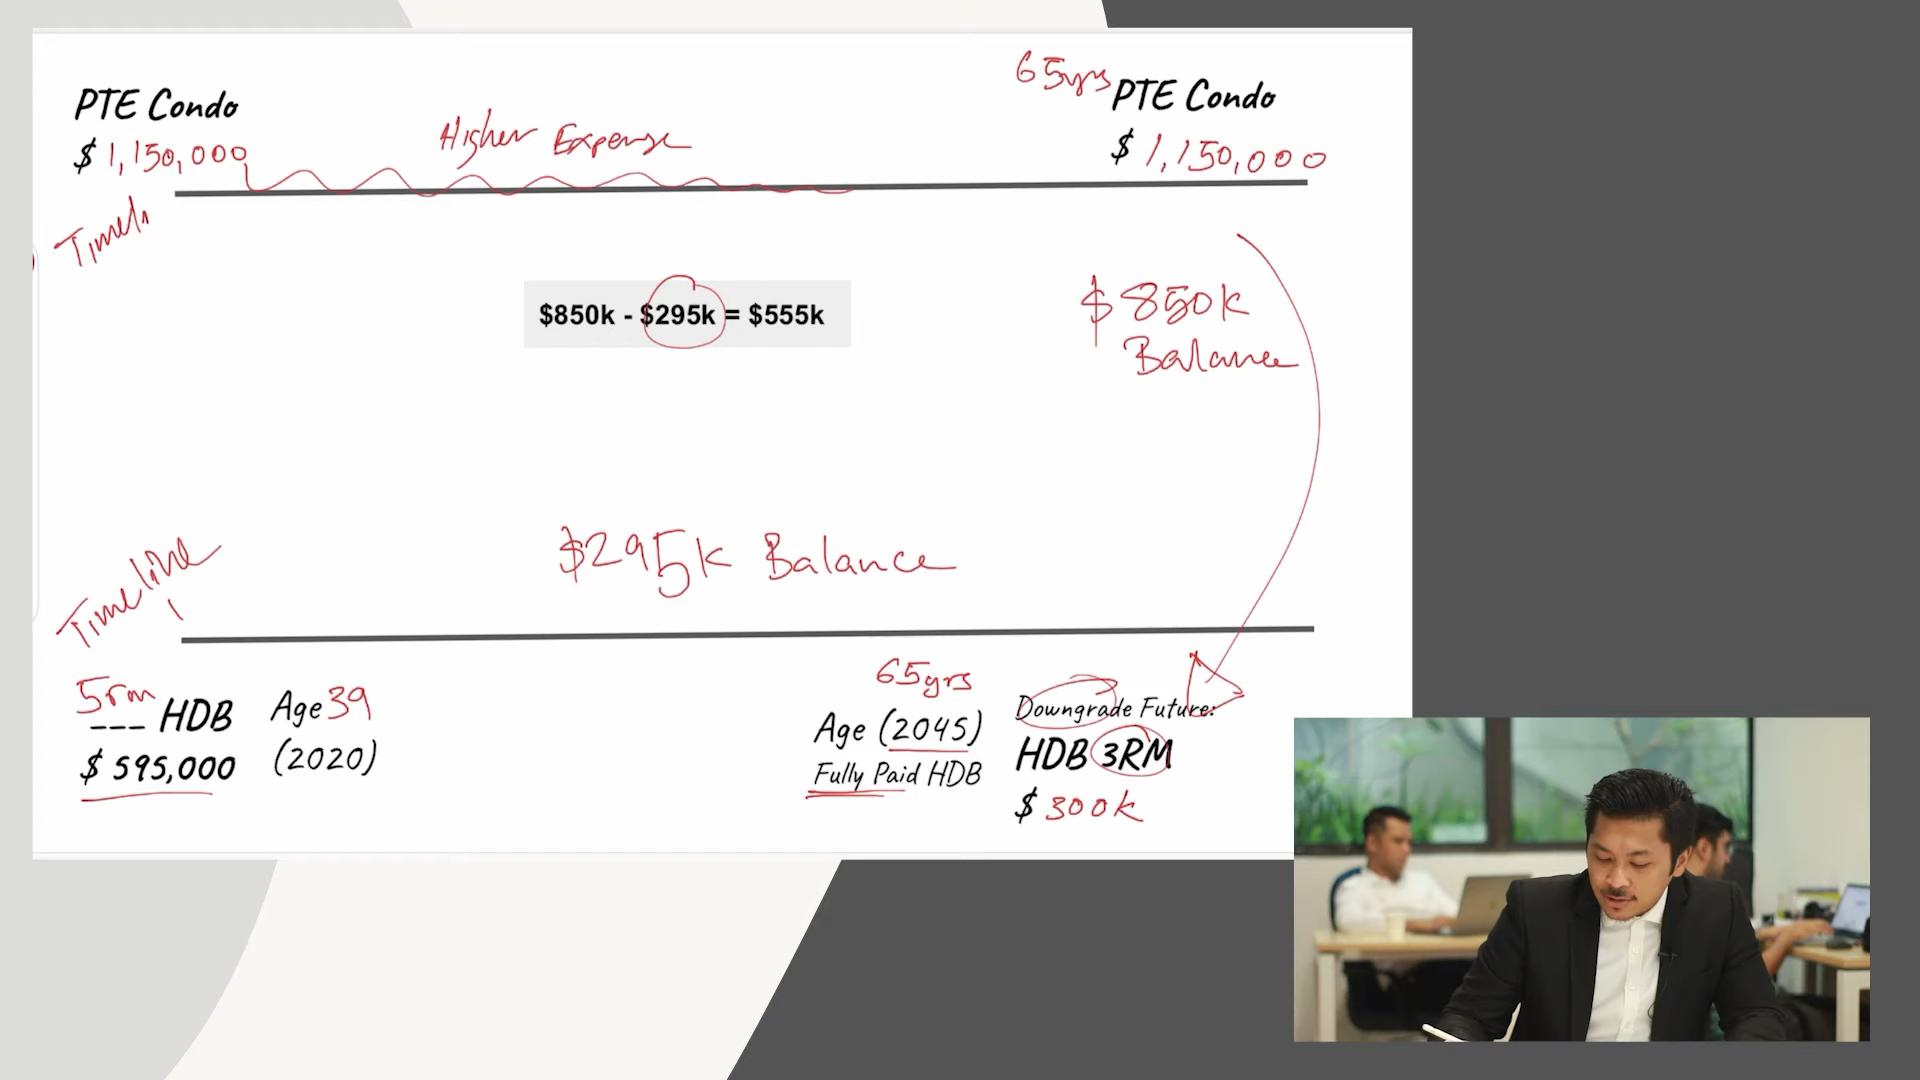 65yrs
PTE Condo
$ 1,150,000
Higher Expense
PTE Condo
$ 1,150,000
$850k - $295k = $555k
$850k
Balance
$295k Balance
Timeline
5rm
--- HDB
$ 595,000
Age 39
(2020)
65yrs
Age (2045)
Fully Paid HDB
Downgrade Future:
HDB 3RM
$ 300k